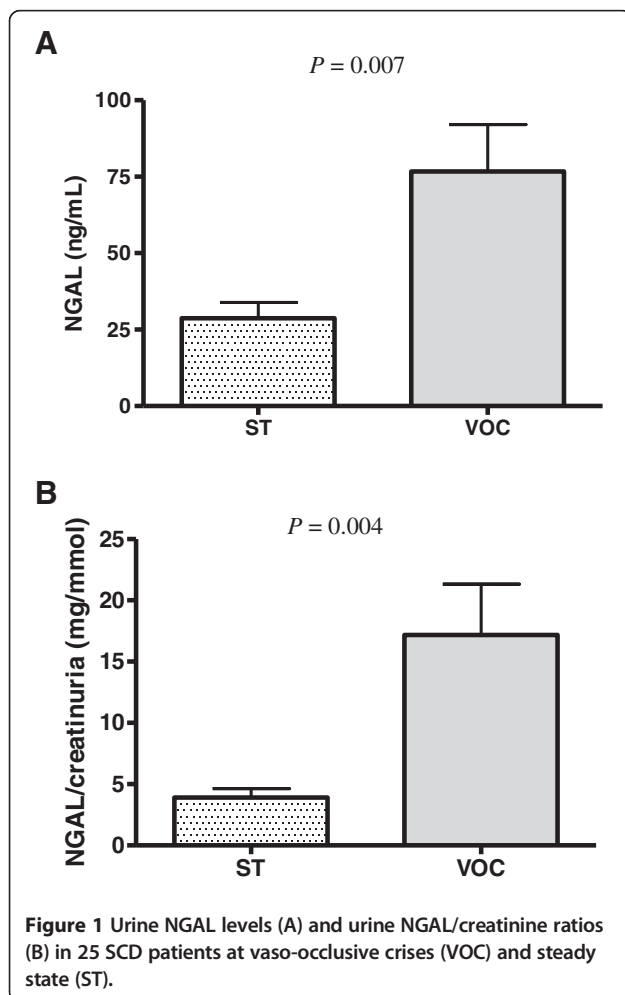 A
P = 0.007
NGAL (ng/mL)
100
75
50
25
0
ST VOC
B
P = 0.004
NGAL/creatinuria (mg/mmol)
25
20
15
10
5
0
ST VOC
Figure 1 Urine NGAL levels (A) and urine NGAL/creatinine ratios
(B) in 25 SCD patients at vaso-occlusive crises (VOC) and steady
state (ST).